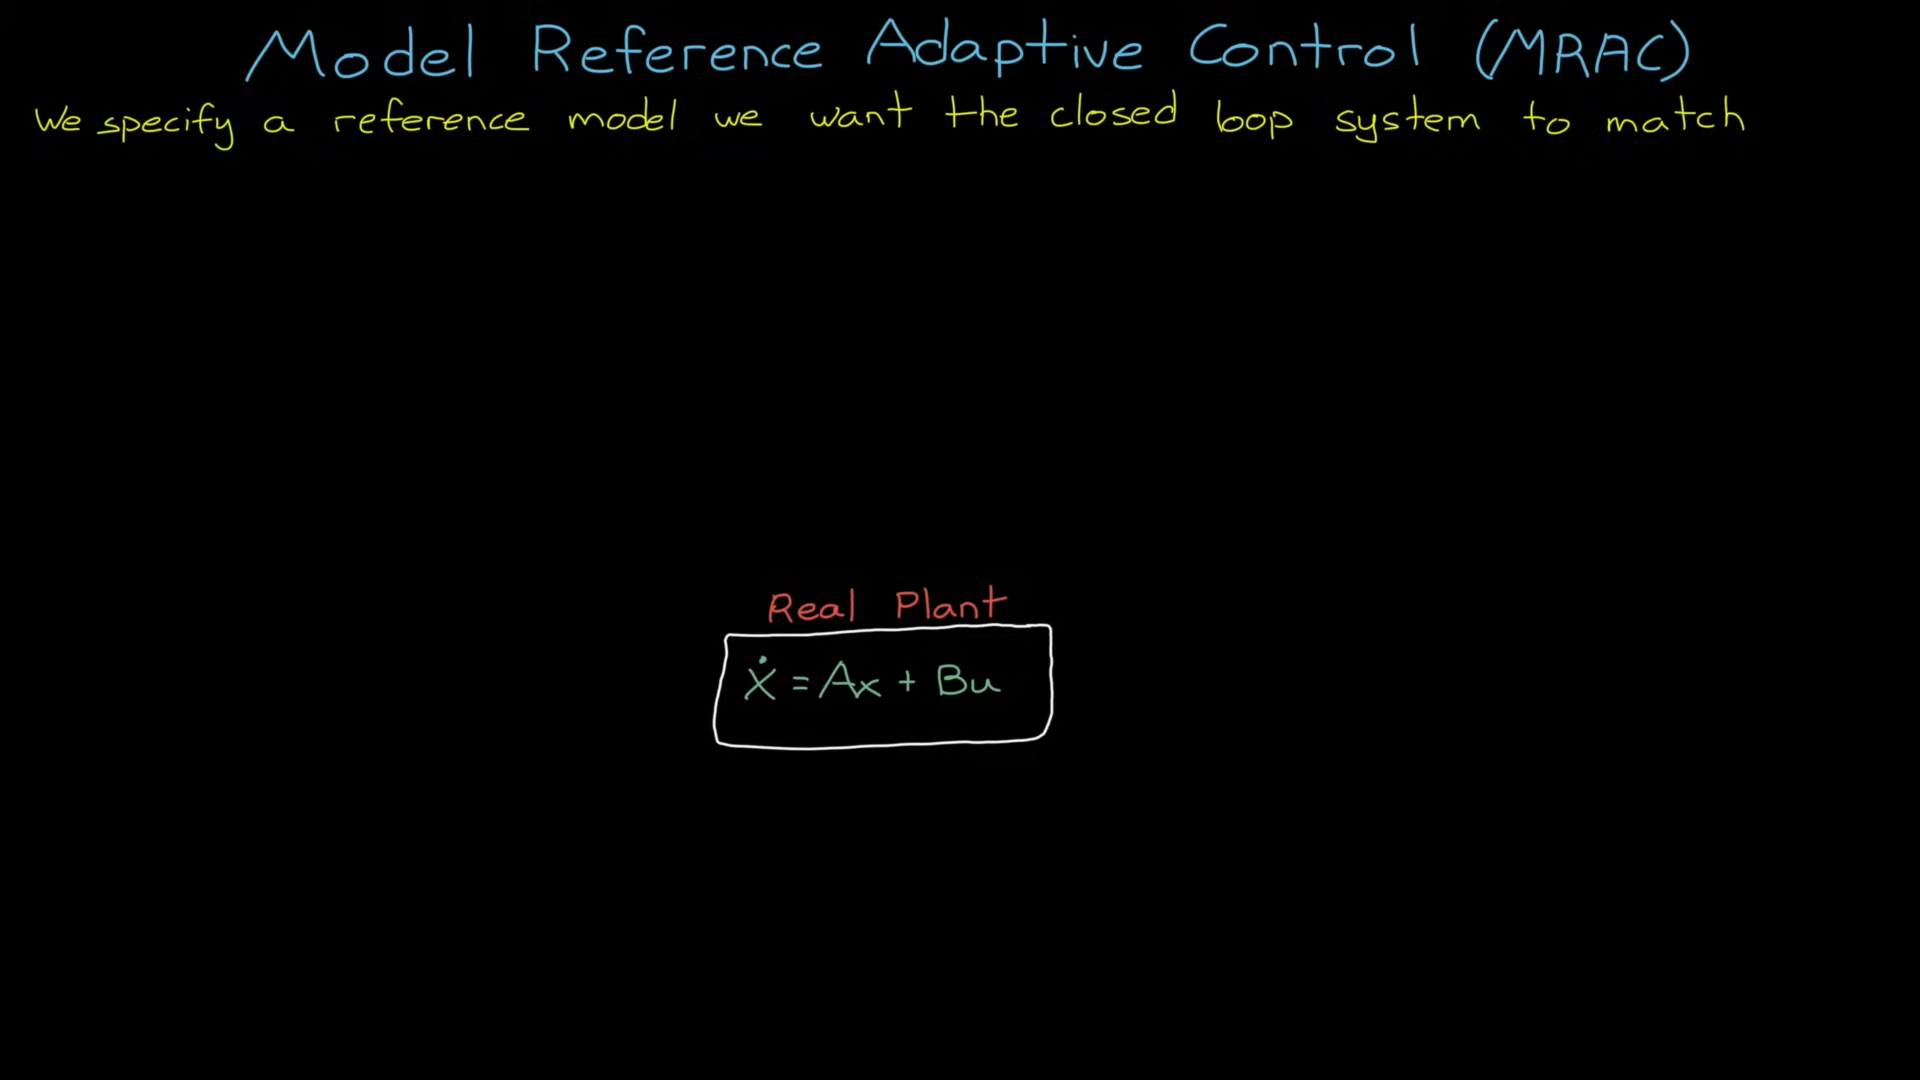 Model Reference Adaptive Control (MRAC)
We specify a reference model we want the closed loop system to match
Real Plant
ẋ = Ax + Bu